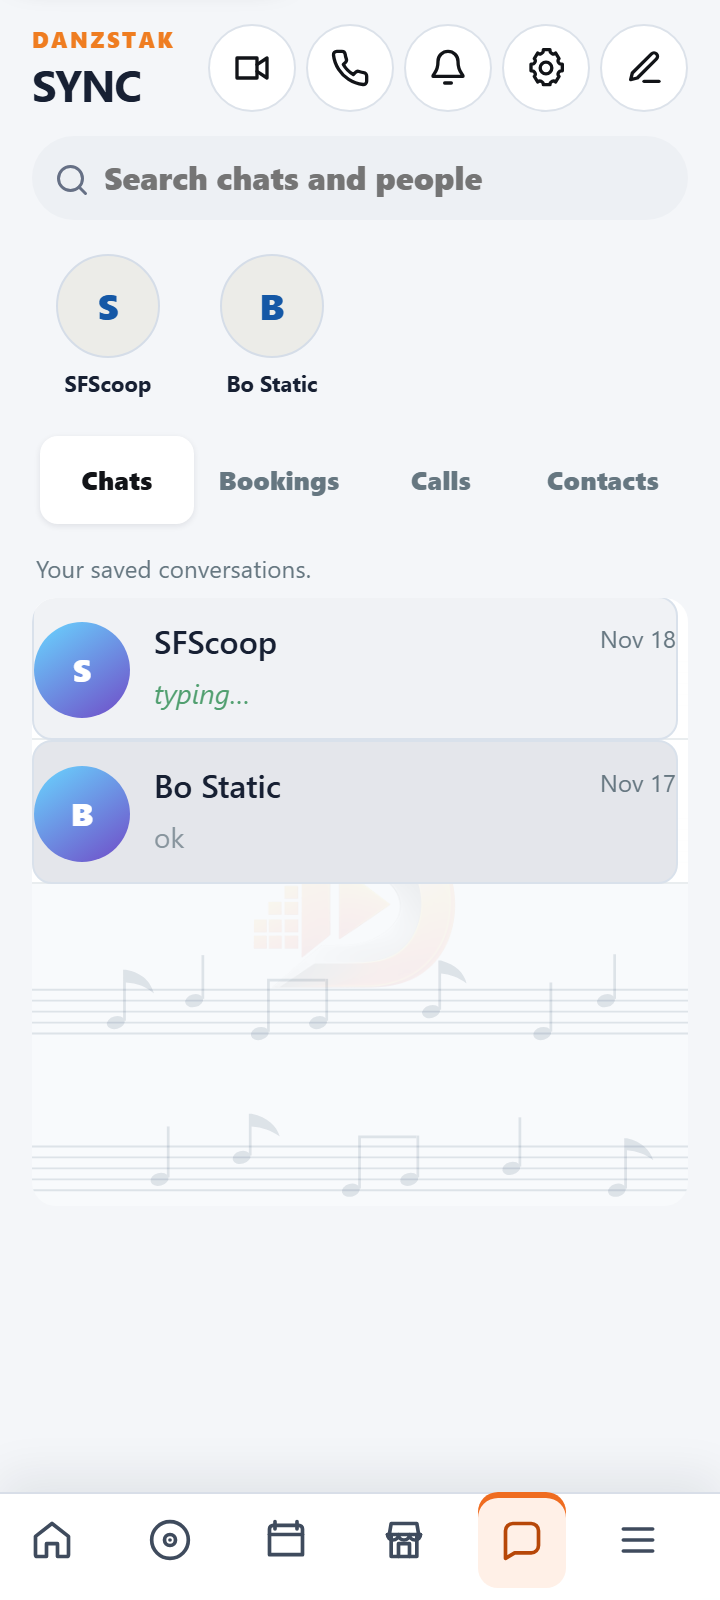 DANZSTAK
SYNC
Search chats and people
S
B
SFScoop
Bo Static
Chats
Bookings
Calls
Contacts
Your saved conversations.
S
SFScoop
Nov 18
typing...
B
Bo Static
Nov 17
ok